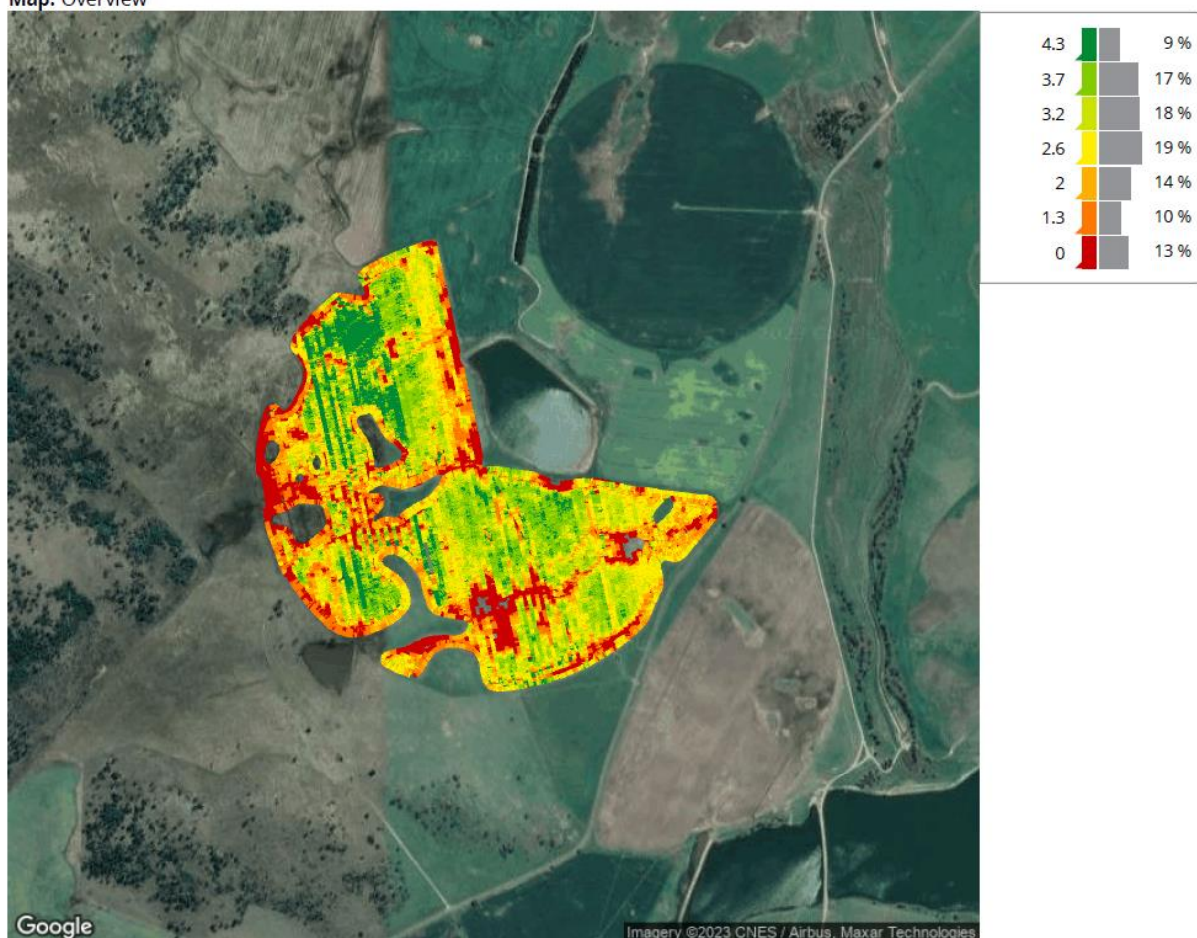 Map: Overview
4.3 9 %
3.7 17 %
3.2 18 %
2.6 19 %
2 14 %
1.3 10 %
0 13 %
Google
Imagery ©2023 CNES / Airbus, Maxar Technologies